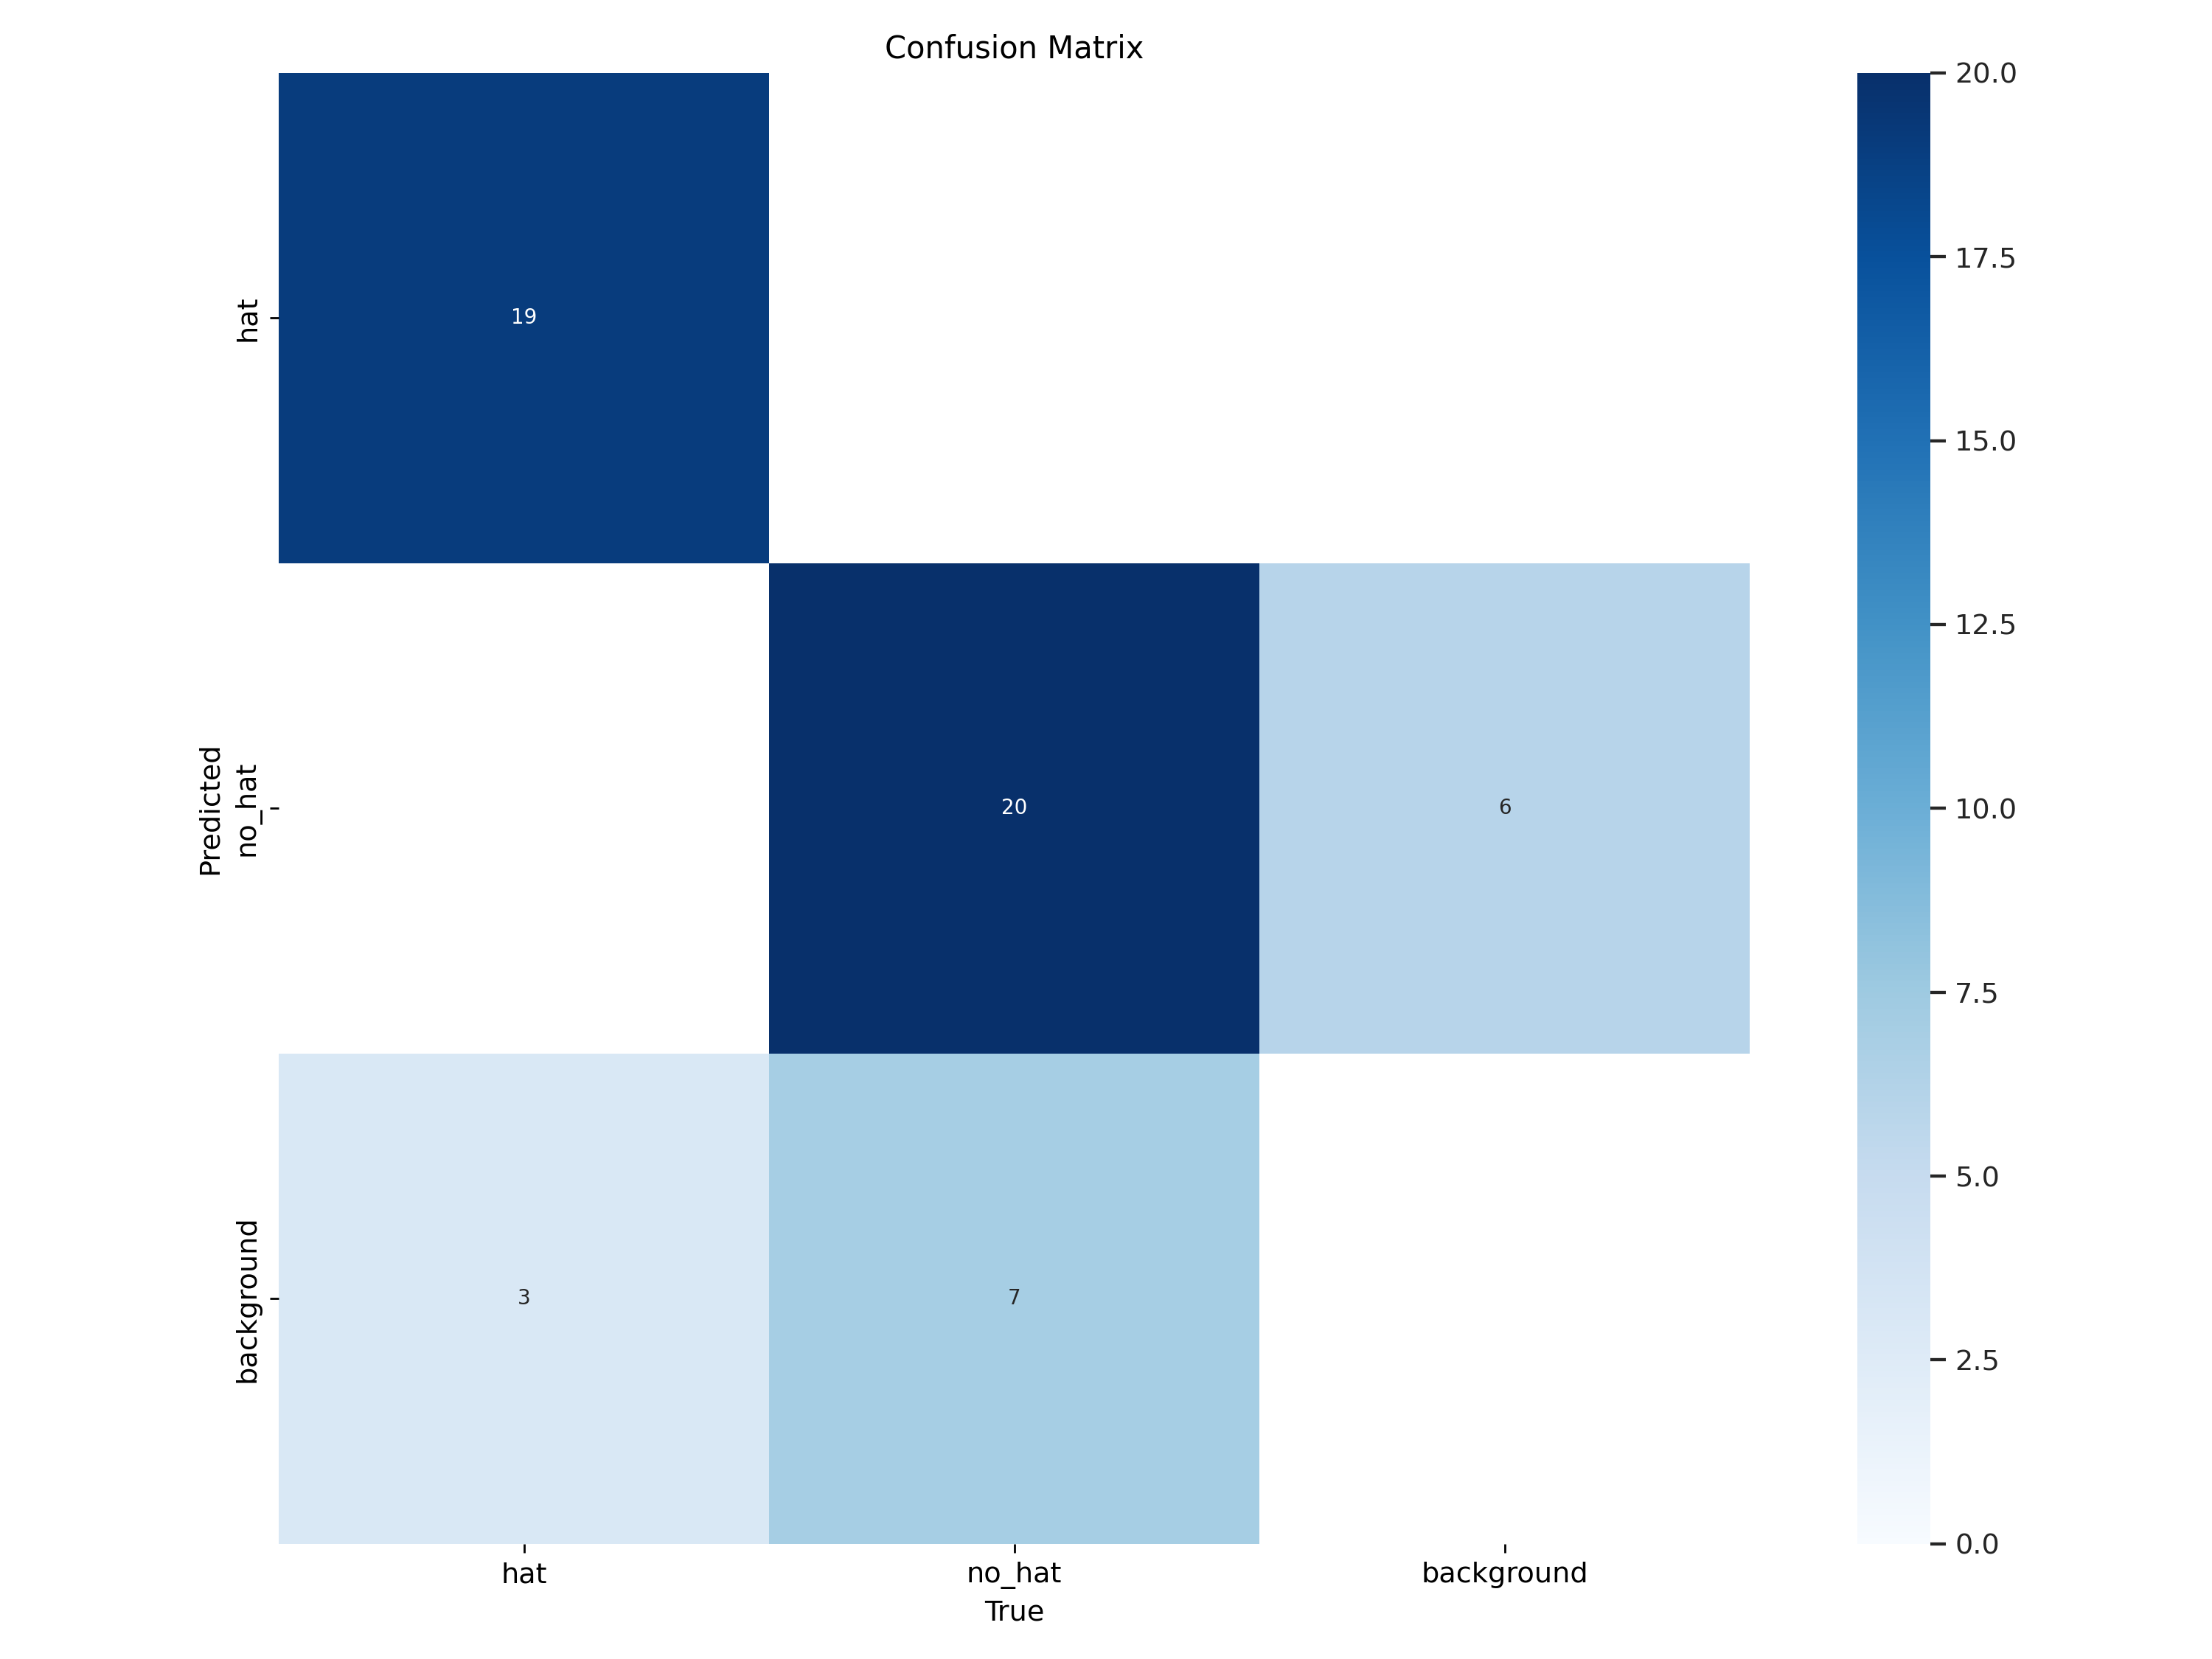 Confusion Matrix
20.0
17.5
15.0
12.5
10.0
7.5
5.0
2.5
0.0
Predicted
hat
19
no_hat
20 6
background
3 7
hat no_hat background
True